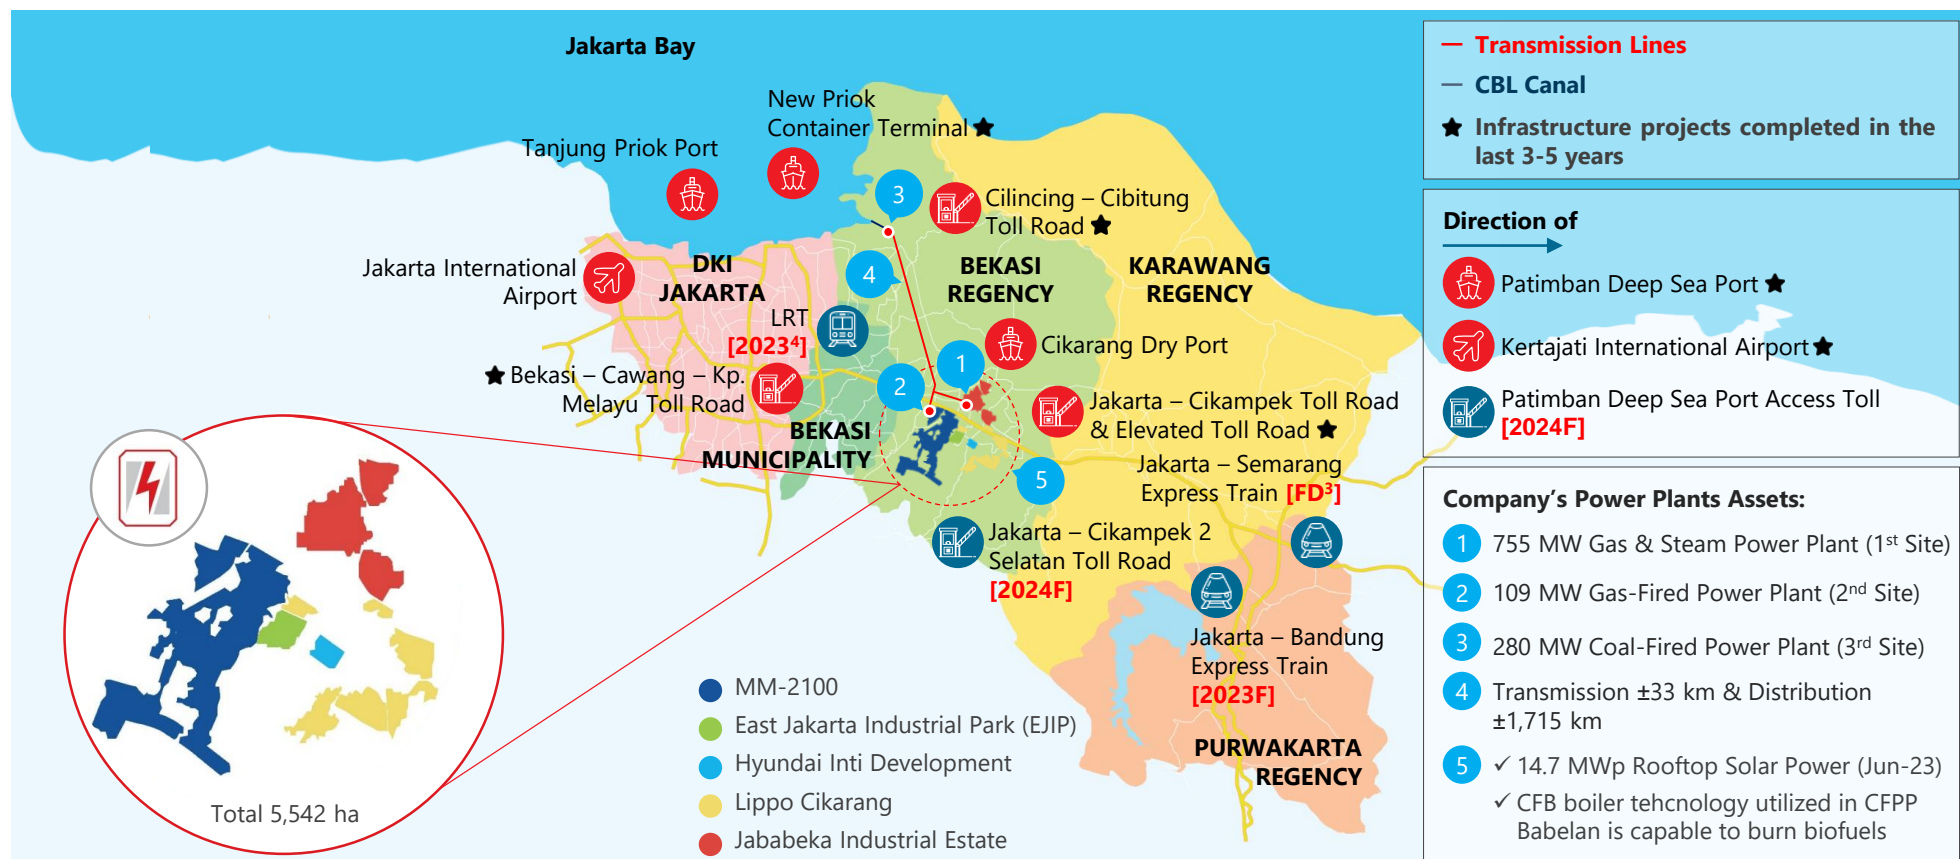 Jakarta Bay
New Priok
Container Terminal
Tanjung Priok Port
3
Cilincing – Cibitung
Toll Road
Jakarta International
Airport
DKI
JAKARTA
4
BEKASI
REGENCY
KARAWANG
REGENCY
LRT
[2023⁴]
Cikarang Dry Port
1
2
Bekasi – Cawang – Kp.
Melayu Toll Road
Jakarta – Cikampek Toll Road
& Elevated Toll Road
BEKASI
MUNICIPALITY
5
Jakarta – Semarang
Express Train [FD³]
Jakarta – Cikampek 2
Selatan Toll Road
[2024F]
Jakarta – Bandung
Express Train
[2023F]
PURWAKARTA
REGENCY
Total 5,542 ha
MM-2100
East Jakarta Industrial Park (EJIP)
Hyundai Inti Development
Lippo Cikarang
Jababeka Industrial Estate
Transmission Lines
CBL Canal
Infrastructure projects completed in the
last 3-5 years
Direction of
Patimban Deep Sea Port
Kertajati International Airport
Patimban Deep Sea Port Access Toll
[2024F]
Company's Power Plants Assets:
1 755 MW Gas & Steam Power Plant (1st Site)
2 109 MW Gas-Fired Power Plant (2nd Site)
3 280 MW Coal-Fired Power Plant (3rd Site)
4 Transmission ±33 km & Distribution
±1,715 km
5 ✓ 14.7 MWp Rooftop Solar Power (Jun-23)
✓ CFB boiler tehcnology utilized in CFPP
Babelan is capable to burn biofuels